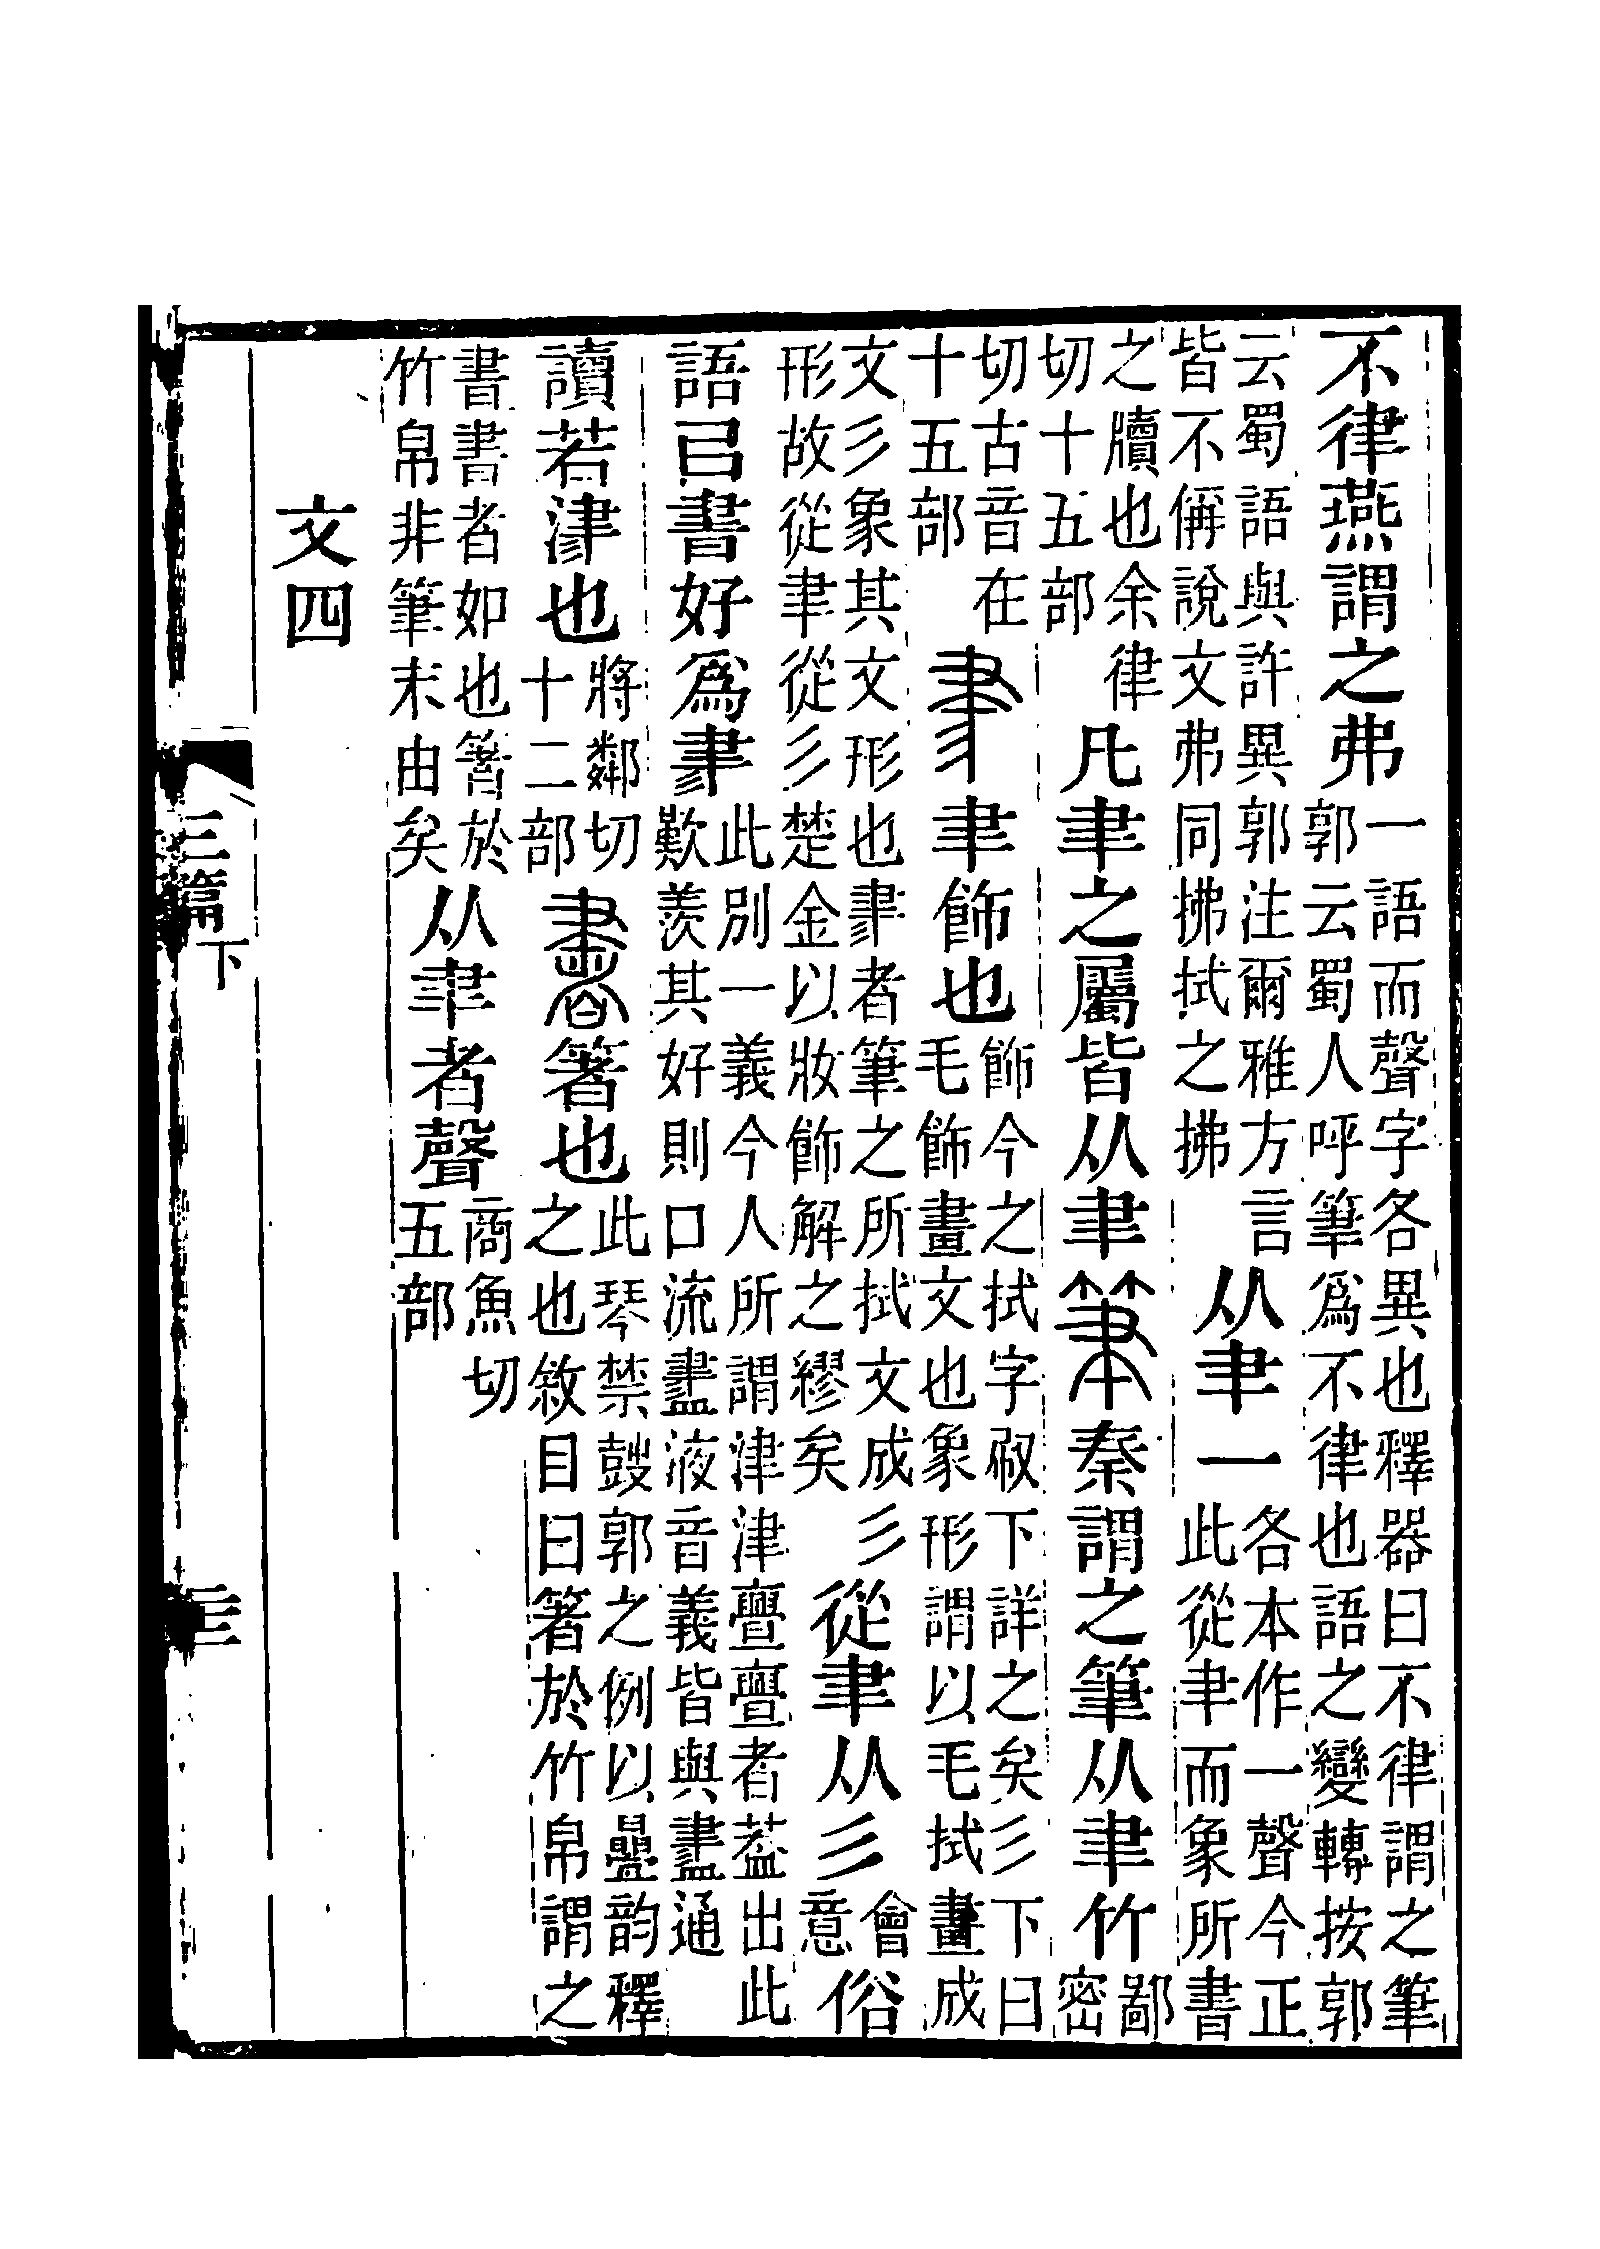 不律燕謂之弗一語而聲字各異也釋器曰不律謂之筆郭云蜀人呼筆爲不律也語之變轉按郭
云蜀語與許異郭注爾雅方言皆不偁說文弗同拂拭之拂从聿一各本作一聲今正此從聿而象所書
之牘也余律切十五部凡聿之屬皆从聿筆秦謂之筆从聿竹鄙密
切古音在十五部𦘔聿飾也飾今之拭字㕞下詳之矣彡下曰毛飾畫文也象形謂以毛拭畫成
文彡象其文形也𦘔者筆之所拭文成彡形故從聿從彡楚金以妝飾解之繆矣從聿从彡會意俗
語㠯書好爲𦘔此別一義今人所謂津津亹亹者葢出此歎羨其好則口流𧗁液音義皆與𧗁通
讀若津也將鄰切十二部書箸也此琴禁鼓郭之例以疊韵釋之也敘目曰箸於竹帛謂之
書書者如也箸於竹帛非筆末由矣从聿者聲商魚切五部
文四
三篇下